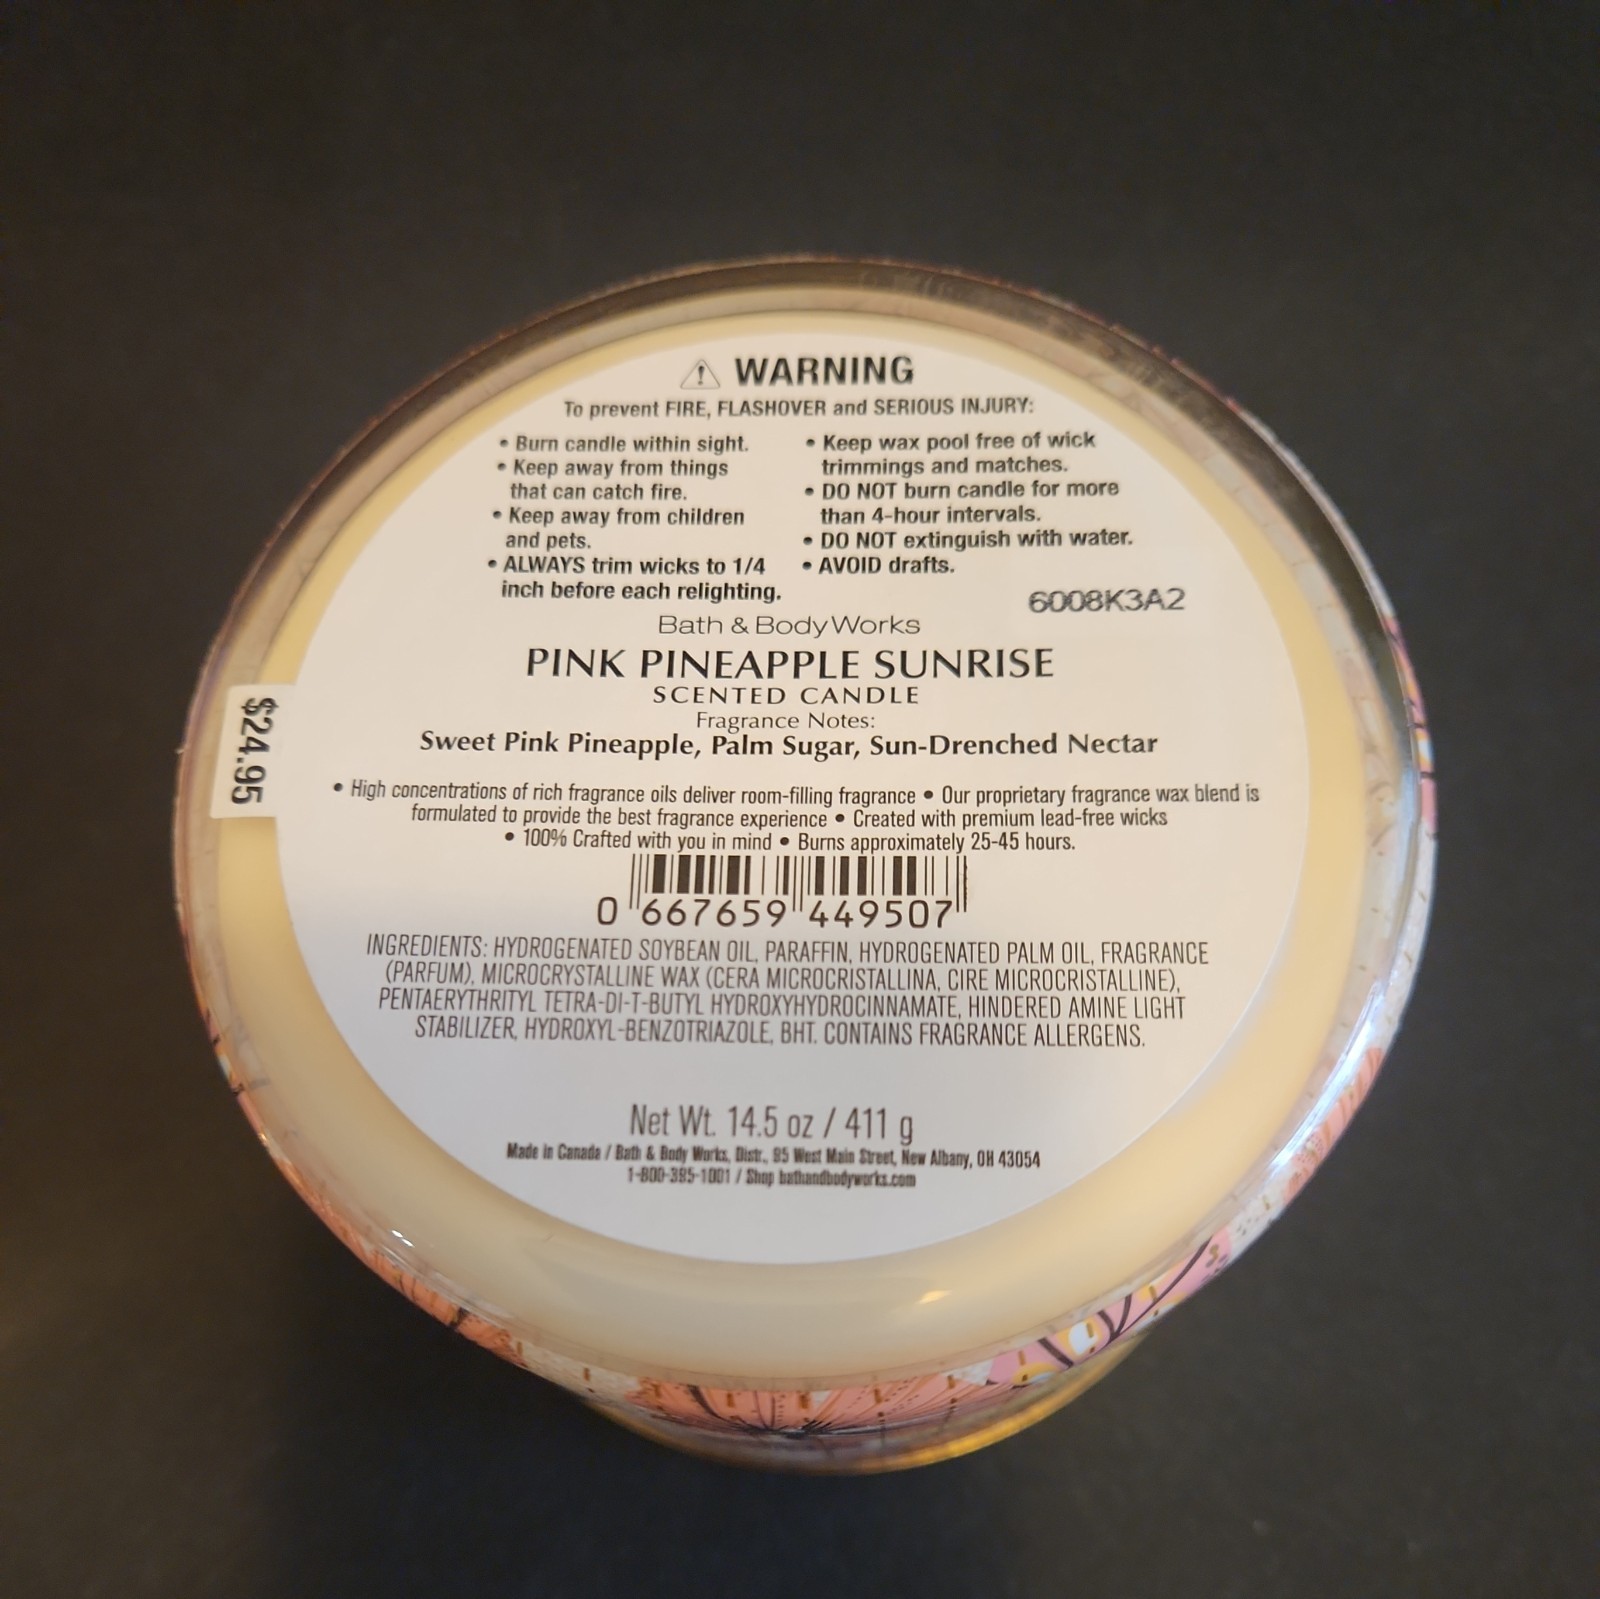 ⚠ WARNING
To prevent FIRE, FLASHOVER and SERIOUS INJURY:
• Burn candle within sight.
• Keep away from things
that can catch fire.
• Keep away from children
and pets.
• ALWAYS trim wicks to 1/4
inch before each relighting.
• Keep wax pool free of wick
trimmings and matches.
• DO NOT burn candle for more
than 4-hour intervals.
• DO NOT extinguish with water.
• AVOID drafts.
6008K3A2
Bath & Body Works
PINK PINEAPPLE SUNRISE
SCENTED CANDLE
Fragrance Notes:
Sweet Pink Pineapple, Palm Sugar, Sun-Drenched Nectar
$24.95
• High concentrations of rich fragrance oils deliver room-filling fragrance • Our proprietary fragrance wax blend is
formulated to provide the best fragrance experience • Created with premium lead-free wicks
• 100% Crafted with you in mind • Burns approximately 25-45 hours.
0 667659 449507
INGREDIENTS: HYDROGENATED SOYBEAN OIL, PARAFFIN, HYDROGENATED PALM OIL, FRAGRANCE
(PARFUM), MICROCRYSTALLINE WAX (CERA MICROCRISTALLINA, CIRE MICROCRISTALLINE),
PENTAERYTHRITYL TETRA-DI-T-BUTYL HYDROXYHYDROCINNAMATE, HINDERED AMINE LIGHT
STABILIZER, HYDROXYL-BENZOTRIAZOLE, BHT. CONTAINS FRAGRANCE ALLERGENS.
Net Wt. 14.5 oz / 411 g
Made in Canada / Bath & Body Works, Distr., 95 West Main Street, New Albany, OH 43054
1-800-395-1001 / Shop bathandbodyworks.com